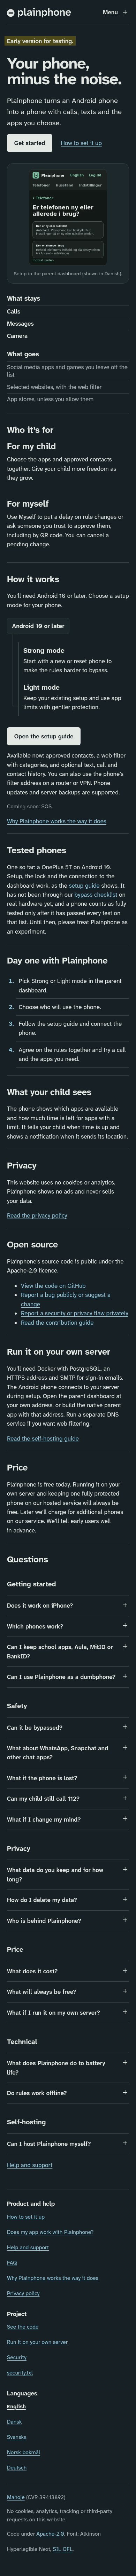 plainphone
Menu +
Early version for testing.
Your phone,
minus the noise.
Plainphone turns an Android phone
into a phone with calls, texts and the
apps you choose.
Get started
How to set it up
Plainphone
English
Log ud
Telefoner
Husstand
Indstillinger
Er telefonen ny eller
allerede i brug?
Setup in the parent dashboard (shown in Danish).
What stays
Calls
Messages
Camera
What goes
Social media apps and games you leave off the
list
Selected websites, with the web filter
App stores, unless you allow them
Who it's for
For my child
Choose the apps and approved contacts
together. Give your child more freedom as
they grow.
For myself
Use Myself to put a delay on rule changes or
ask someone you trust to approve them,
including by QR code. You can cancel a
pending change.
How it works
You'll need Android 10 or later. Choose a setup
mode for your phone.
Android 10 or later
Strong mode
Start with a new or reset phone to
make the rules harder to bypass.
Light mode
Keep your existing setup and use app
limits with gentler protection.
Open the setup guide
Available now: approved contacts, a web filter
with categories, and optional text, call and
contact history. You can also use the phone's
filter address on a router or VPN. Blocked
address updates are downloaded by our server.
Coming soon: SOS.
Why Plainphone works the way it does
Tested phones
One so far: a OnePlus 5T on Android 10.
Setup, the lock and the content filter work
across devices, as the
setup guide shows. It
has not been through our bypass checklist on
real hardware yet, and a phone counts as fully
tested only after it has passed every test on
that list. Until then, please treat Plainphone as
an experiment.
Day one with Plainphone
1. Pick Strong or Light mode in the parent
dashboard.
2. Choose who will use the phone.
3. Follow the setup guide and connect the
phone.
4. Agree on the rules together and try a call
and the apps you need.
What your child sees
The phone shows which apps are available
and how much time is left for apps with a
limit. It tells you when their time is up and
shows a notification when it sends its location.
Privacy
This website uses no cookies or analytics.
Plainphone shows no ads and never sells
your data.
Read the privacy policy
Open source
Plainphone's source code is public under the
Apache-2.0 licence.
View the code on GitHub
Report a bug publicly or suggest a
change
Report a security or privacy flaw privately
Read the contribution guide
Run it on your own server
You'll need Docker with PostgreSQL, an
HTTPS address and SMTP for sign-in emails.
The Android phone connects to your server
during setup. Open the parent dashboard on
your own domain, build your own app and
skip the app VPN. Run a separate DNS
service if you want web filtering.
Read the self-hosting guide
Price
Plainphone is free today. Running it on your
own server and keeping one fully protected
phone on our hosted service will always be
free. Later we'll charge for additional phones
on our service. We'll tell early users well
in advance.
Questions
Getting started
Does it work on iPhone? +
Which phones work? +
Can I keep school apps, Aula, MitID or
BankID? +
Can I use Plainphone as a dumbphone? +
Safety
Can it be bypassed? +
What about WhatsApp, Snapchat and
other chat apps? +
What if the phone is lost? +
Can my child still call 112? +
What if I change my mind? +
Privacy
What data do you keep and for how
long? +
How do I delete my data? +
Who is behind Plainphone? +
Price
What does it cost? +
What will always be free? +
What if I run it on my own server? +
Technical
What does Plainphone do to battery
life? +
Do rules work offline? +
Self-hosting
Can I host Plainphone myself? +
Help and support
Product and help
How to set it up
Does my app work with Plainphone?
Help and support
FAQ
Why Plainphone works the way it does
Privacy policy
Project
See the code
Run it on your own server
Security
security.txt
Languages
English
Dansk
Svenska
Norsk bokmål
Deutsch
Mahoje (CVR 39413892)
No cookies, analytics, tracking or third-party
requests on this website.
Code under Apache-2.0. Font: Atkinson
Hyperlegible Next, SIL OFL.